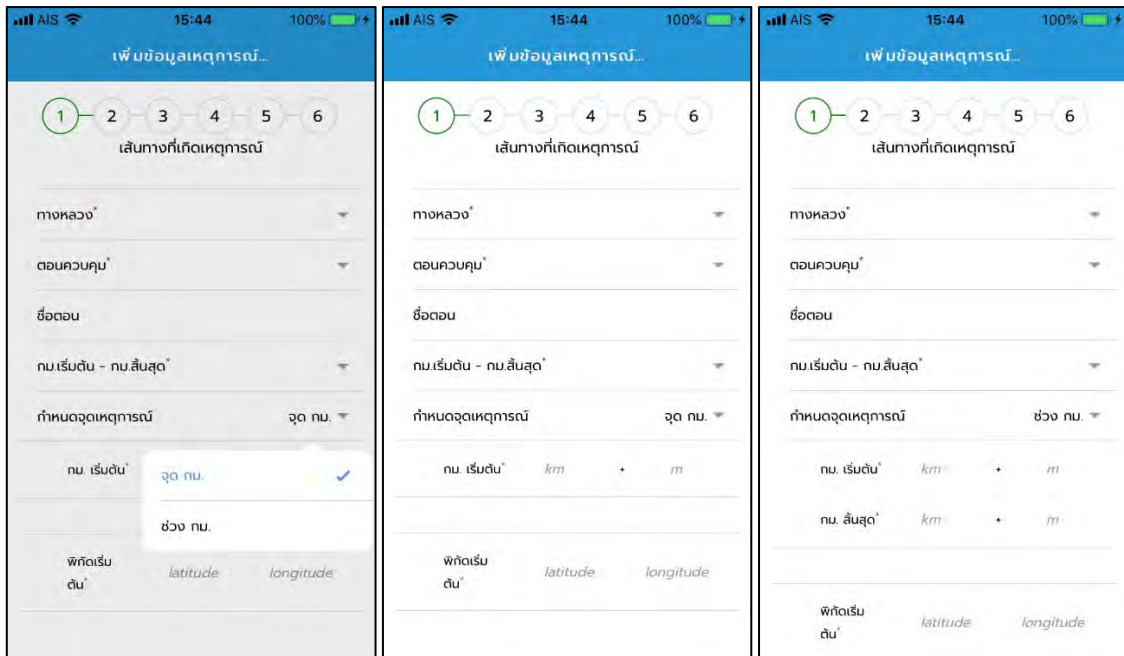 AIS 15:44 100%
เพิ่มข้อมูลเหตุการณ์...
1 2 3 4 5 6
เส้นทางที่เกิดเหตุการณ์
ทางหลวง*
ตอนควบคุม*
ชื่อตอน
กม.เริ่มต้น - กม.สิ้นสุด*
กำหนดจุดเหตุการณ์ จุด กม.
กม. เริ่มต้น*
จุด กม.
ช่วง กม.
พิกัดเริ่ม
ต้น* latitude longitude
AIS 15:44 100%
เพิ่มข้อมูลเหตุการณ์...
1 2 3 4 5 6
เส้นทางที่เกิดเหตุการณ์
ทางหลวง*
ตอนควบคุม*
ชื่อตอน
กม.เริ่มต้น - กม.สิ้นสุด*
กำหนดจุดเหตุการณ์ จุด กม.
กม. เริ่มต้น* km + m
พิกัดเริ่ม
ต้น* latitude longitude
AIS 15:44 100%
เพิ่มข้อมูลเหตุการณ์...
1 2 3 4 5 6
เส้นทางที่เกิดเหตุการณ์
ทางหลวง*
ตอนควบคุม*
ชื่อตอน
กม.เริ่มต้น - กม.สิ้นสุด*
กำหนดจุดเหตุการณ์ ช่วง กม.
กม. เริ่มต้น* km + m
กม. สิ้นสุด* km + m
พิกัดเริ่ม
ต้น* latitude longitude